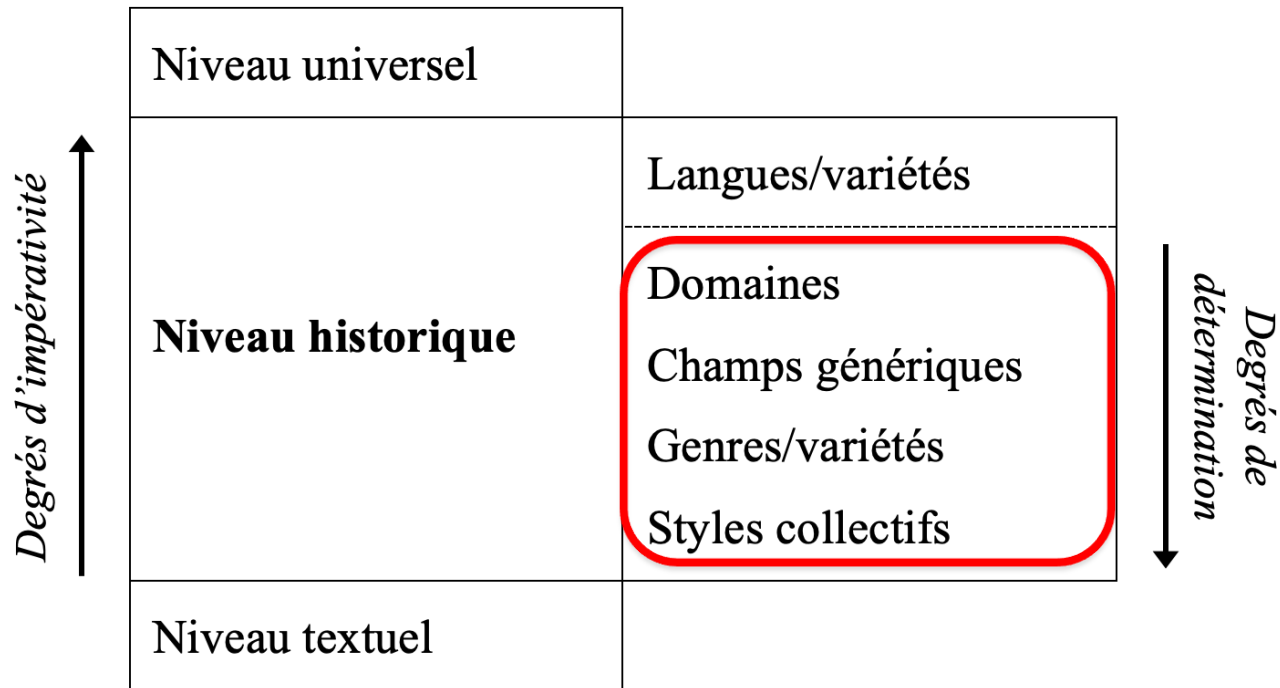 Niveau universel
Degrés d'impérativité
Niveau historique
Langues/variétés
Domaines
Champs génériques
Genres/variétés
Styles collectifs
Degrés de
détermination
Niveau textuel